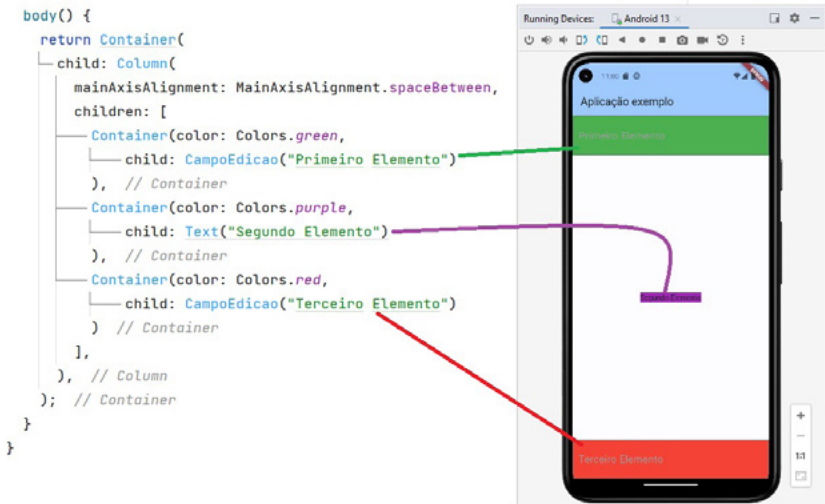 body() {
return Container(
child: Column(
mainAxisAlignment: MainAxisAlignment.spaceBetween,
children: [
Container(color: Colors.green,
child: CampoEdicao("Primeiro Elemento")
), // Container
Container(color: Colors.purple,
child: Text("Segundo Elemento")
), // Container
Container(color: Colors.red,
child: CampoEdicao("Terceiro Elemento")
) // Container
],
), // Column
); // Container
}
}
Running Devices: Android 13
Aplicação exemplo
Primeiro Elemento
Segundo Elemento
Terceiro Elemento
1:1